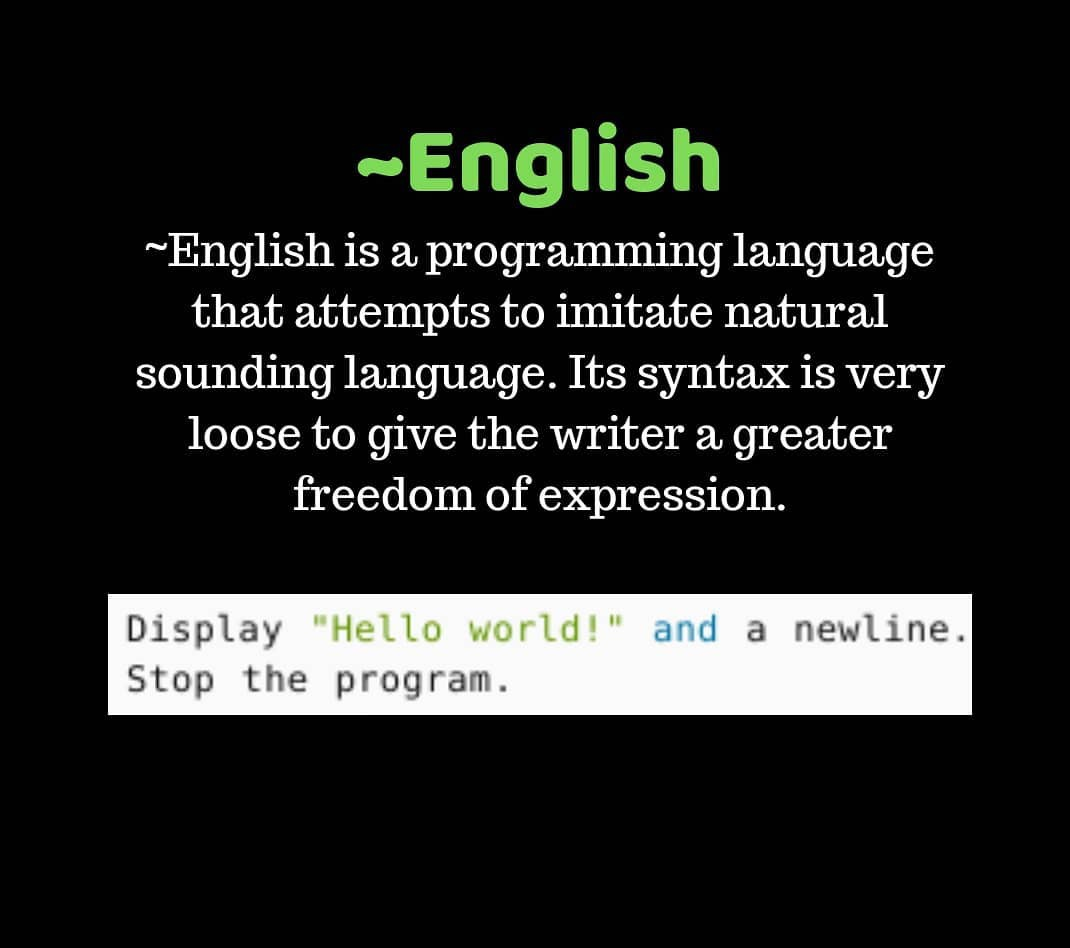 ~English
~English is a programming language
that attempts to imitate natural
sounding language. Its syntax is very
loose to give the writer a greater
freedom of expression.
Display "Hello world!" and a newline.
Stop the program.